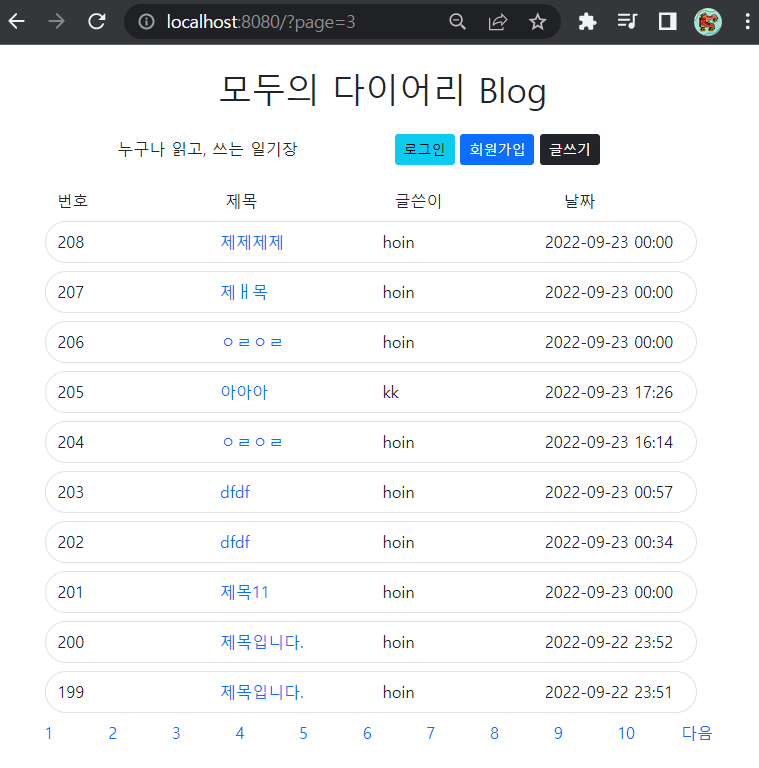 localhost:8080/?page=3
모두의 다이어리 Blog
누구나 읽고, 쓰는 일기장 로그인 회원가입 글쓰기
번호 제목 글쓴이 날짜
208 제제제제 hoin 2022-09-23 00:00
207 제ㅐ목 hoin 2022-09-23 00:00
206 ㅇㄹㅇㄹ hoin 2022-09-23 00:00
205 아아아 kk 2022-09-23 17:26
204 ㅇㄹㅇㄹ hoin 2022-09-23 16:14
203 dfdf hoin 2022-09-23 00:57
202 dfdf hoin 2022-09-23 00:34
201 제목11 hoin 2022-09-23 00:00
200 제목입니다. hoin 2022-09-22 23:52
199 제목입니다. hoin 2022-09-22 23:51
1 2 3 4 5 6 7 8 9 10 다음